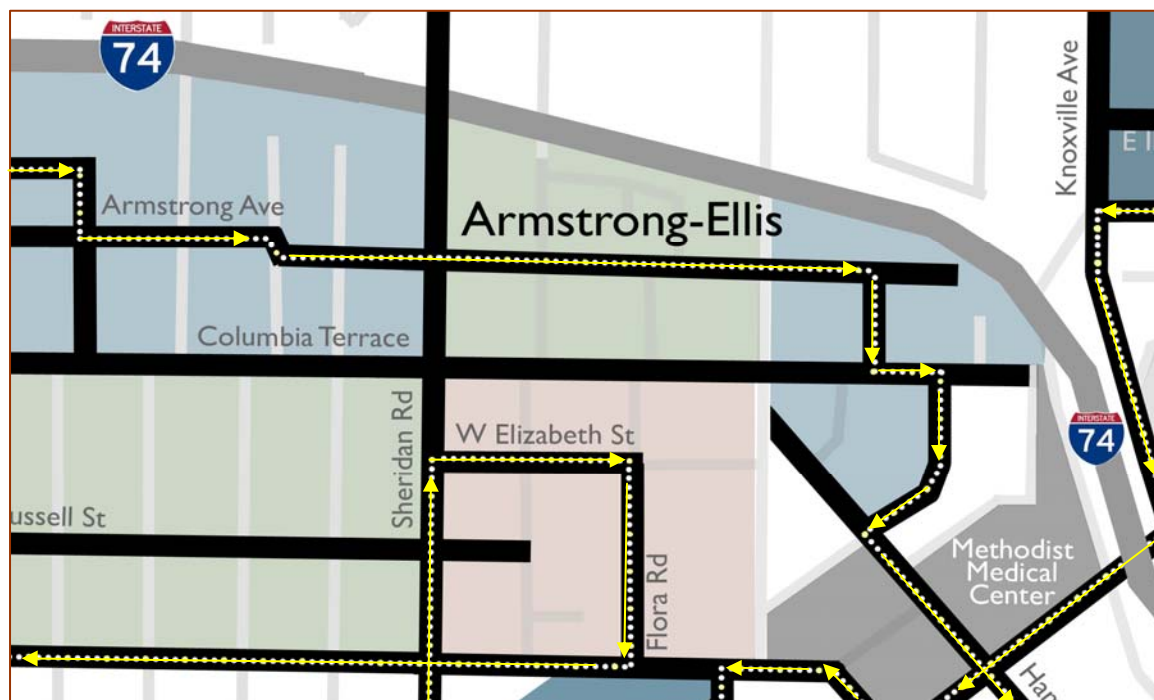 INTERSTATE
74
Knoxville Ave
E I
Armstrong Ave
Armstrong-Ellis
Columbia Terrace
Sheridan Rd
W Elizabeth St
INTERSTATE
74
ussell St
Flora Rd
Methodist
Medical
Center
Han